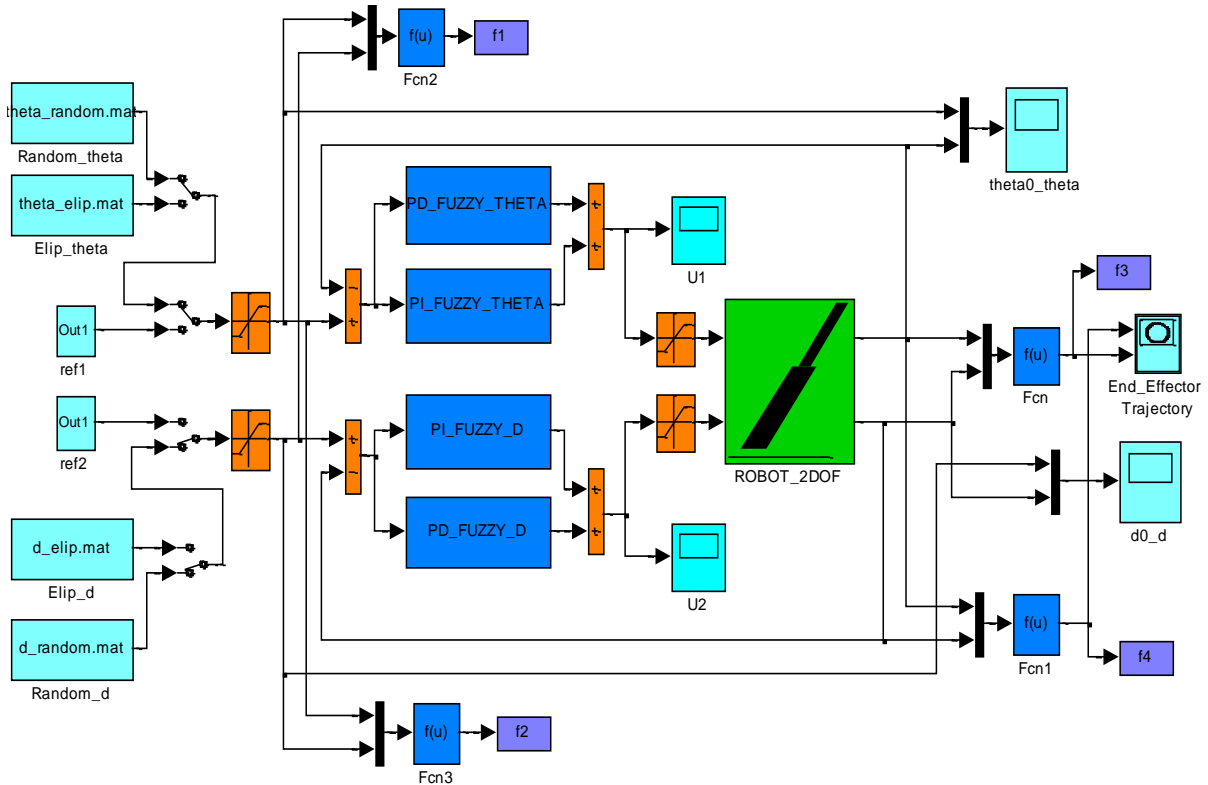 f(u)
f1
Fcn2
theta_random.mat
Random_theta
theta0_theta
theta_elip.mat
Elip_theta
PD_FUZZY_THETA
+
+
U1
f3
−
+
PI_FUZZY_THETA
Out1
ref1
f(u)
Fcn
End_Effector
Trajectory
Out1
ref2
+
−
PI_FUZZY_D
ROBOT_2DOF
+
+
PD_FUZZY_D
d0_d
d_elip.mat
Elip_d
U2
d_random.mat
Random_d
f(u)
Fcn1
f4
f(u)
Fcn3
f2